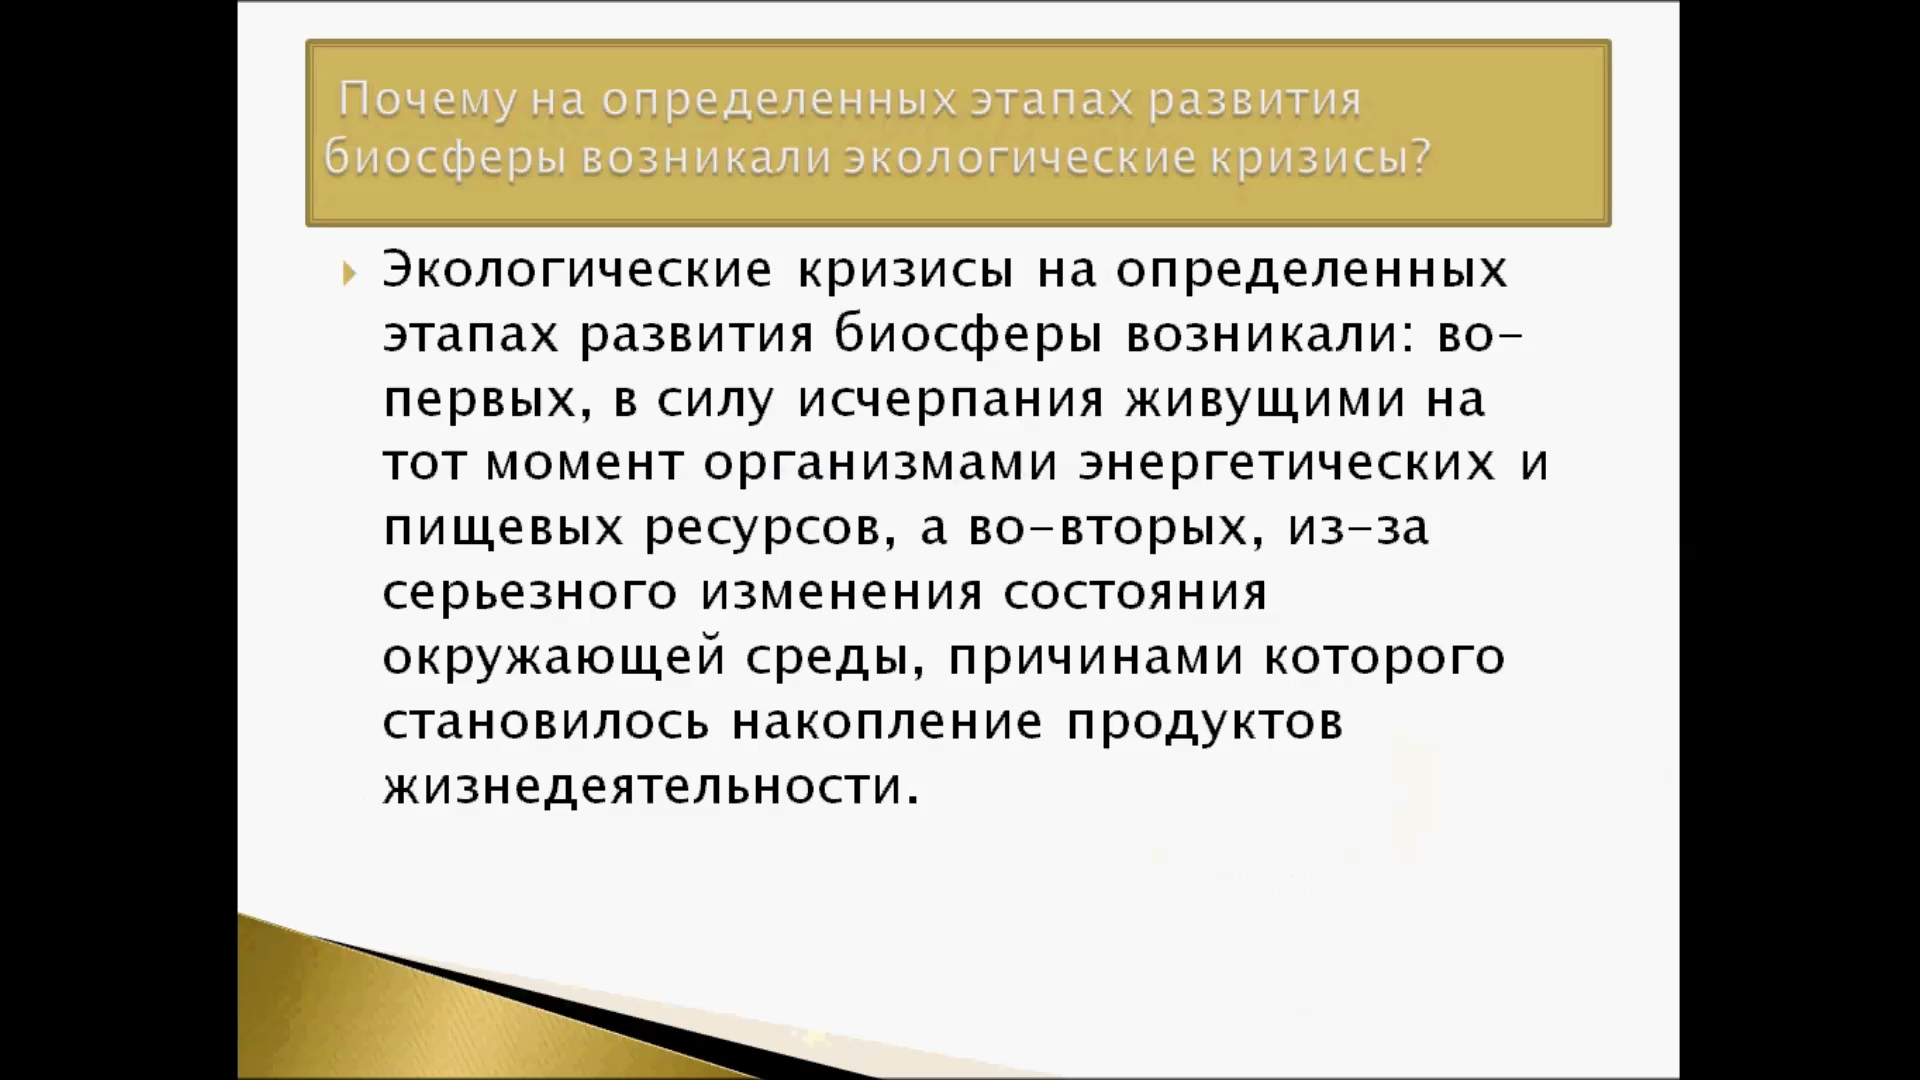 Почему на определенных этапах развития
биосферы возникали экологические кризисы?
Экологические кризисы на определенных
этапах развития биосферы возникали: во-
первых, в силу исчерпания живущими на
тот момент организмами энергетических и
пищевых ресурсов, а во-вторых, из-за
серьезного изменения состояния
окружающей среды, причинами которого
становилось накопление продуктов
жизнедеятельности.